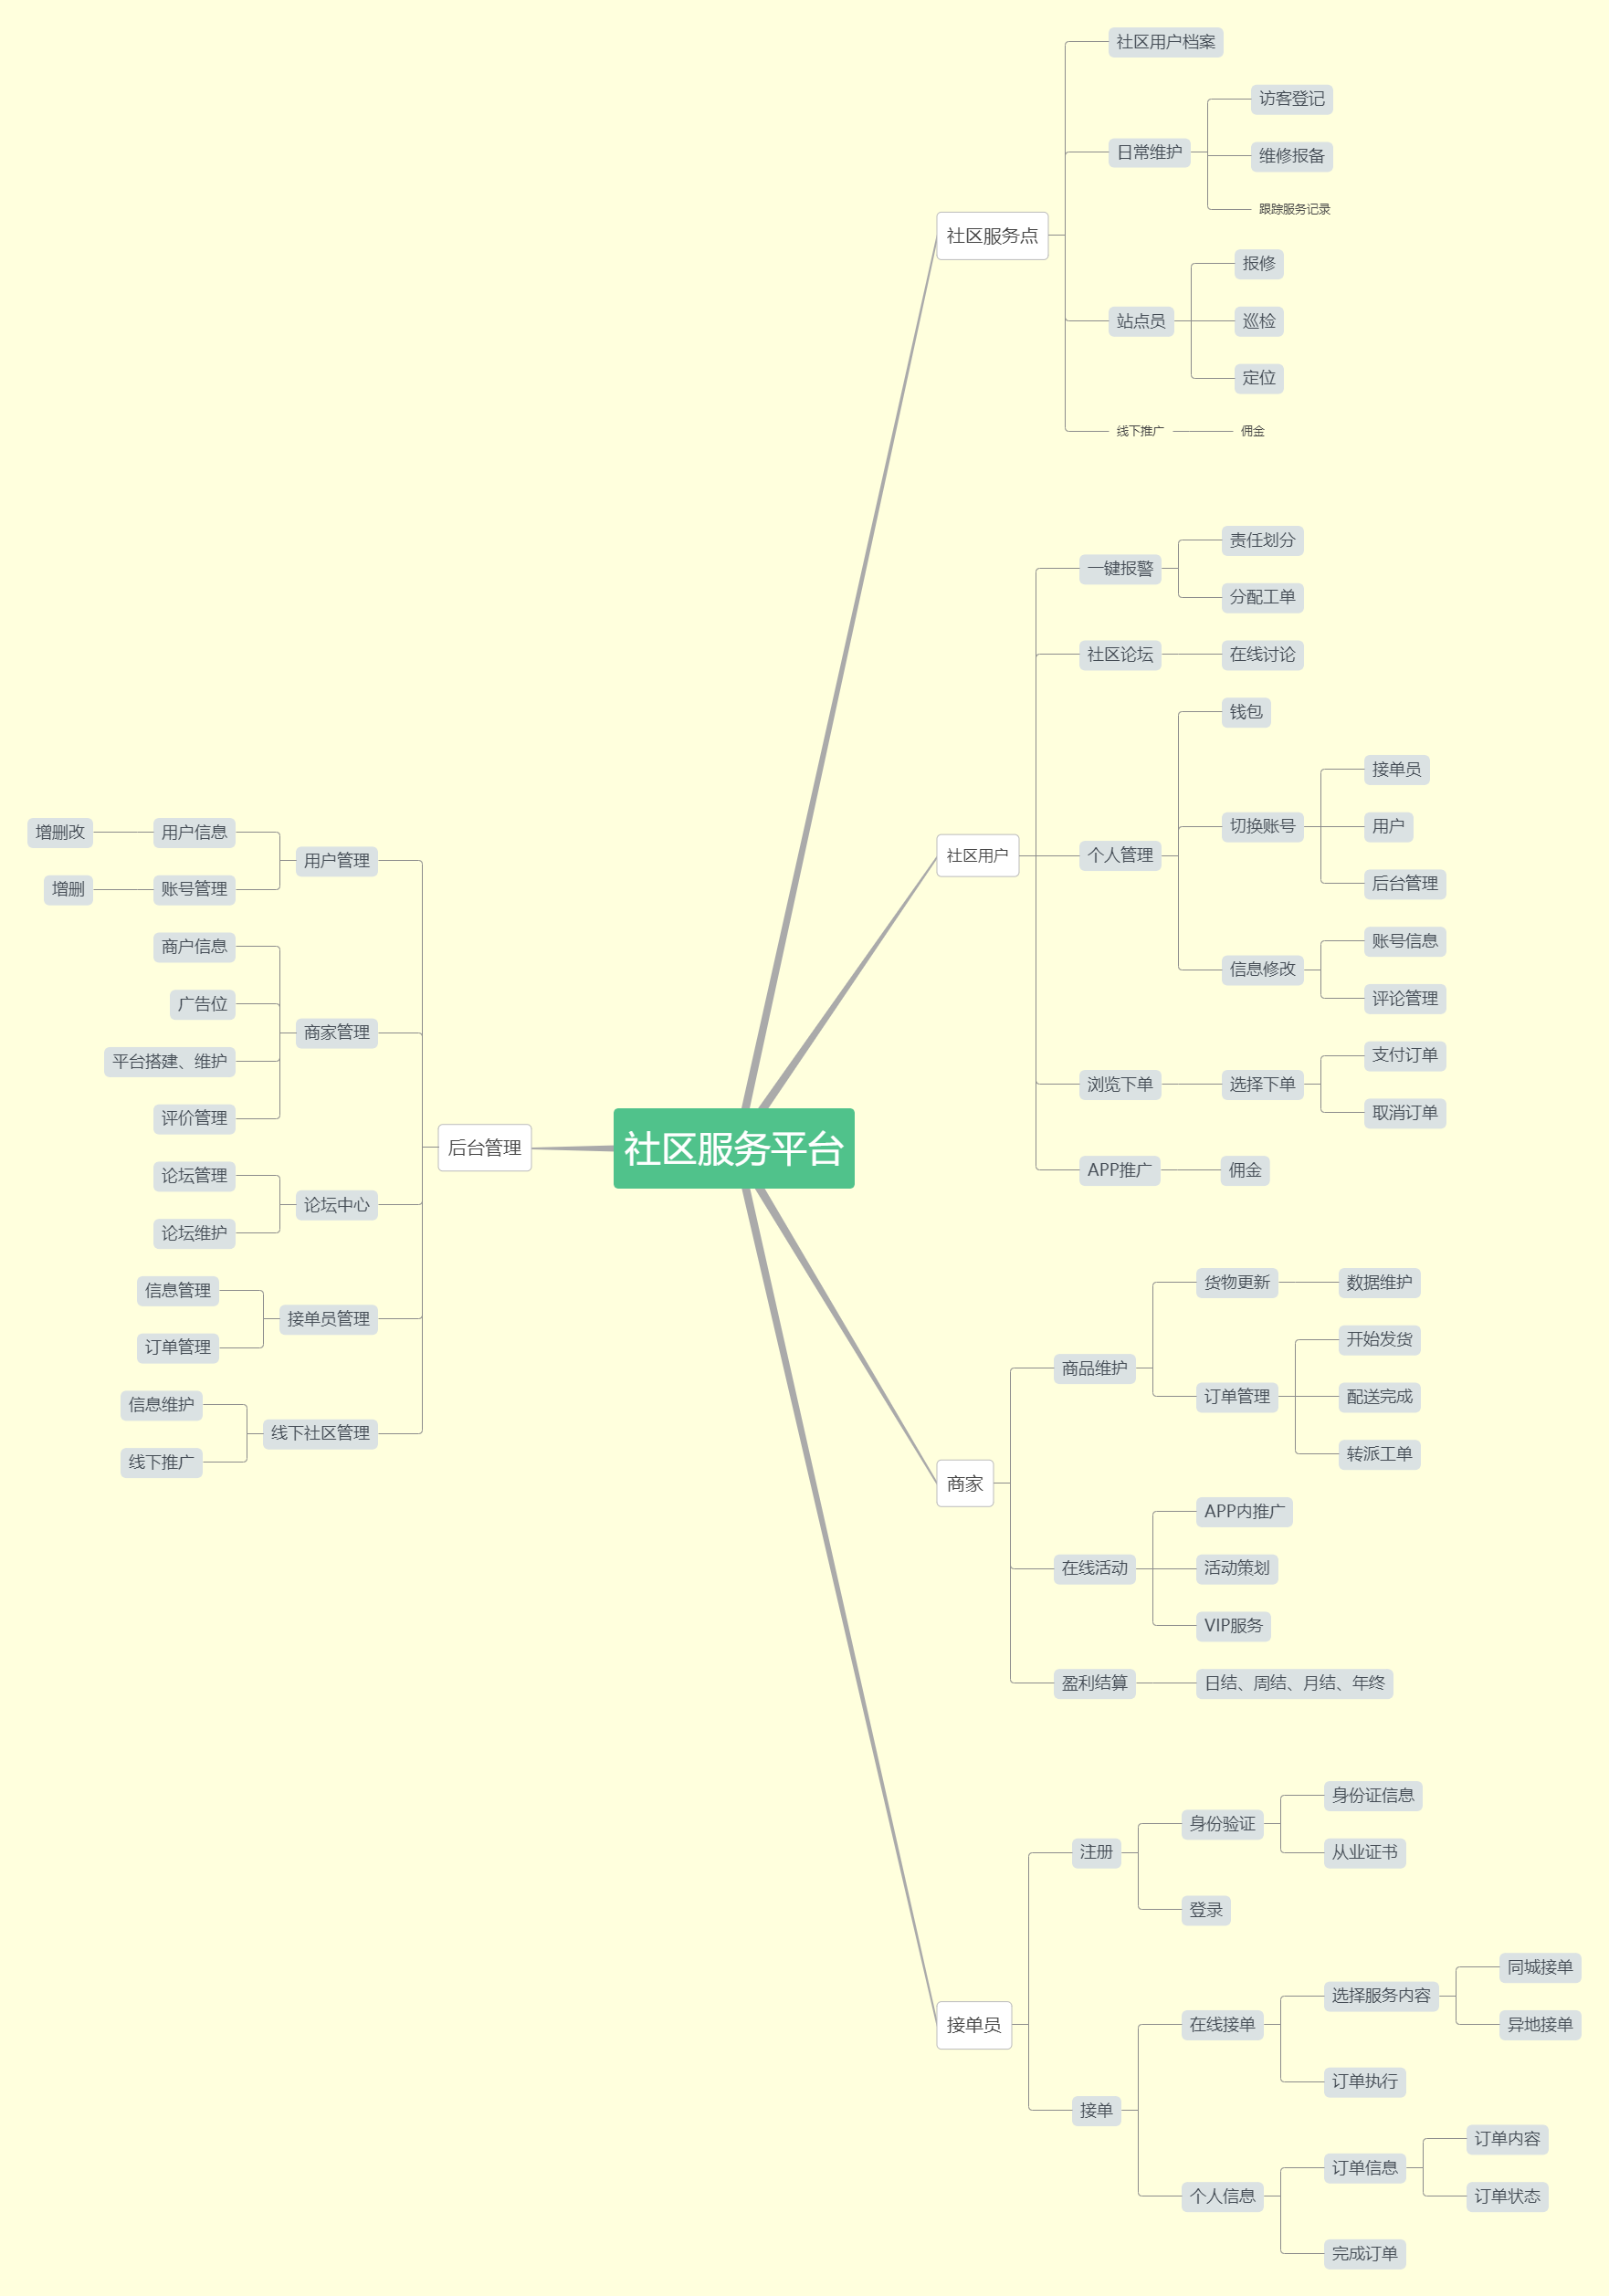 社区服务平台
社区服务点
社区用户档案
日常维护
访客登记
维修报备
跟踪服务记录
站点员
报修
巡检
定位
线下推广
佣金
社区用户
一键报警
责任划分
分配工单
社区论坛
在线讨论
个人管理
钱包
切换账号
接单员
用户
后台管理
信息修改
账号信息
评论管理
浏览下单
选择下单
支付订单
取消订单
APP推广
佣金
商家
商品维护
货物更新
数据维护
订单管理
开始发货
配送完成
转派工单
在线活动
APP内推广
活动策划
VIP服务
盈利结算
日结、周结、月结、年终
接单员
注册
身份验证
身份证信息
从业证书
登录
接单
在线接单
选择服务内容
同城接单
异地接单
订单执行
个人信息
订单信息
订单内容
订单状态
完成订单
后台管理
用户管理
用户信息
增删改
账号管理
增删
商家管理
商户信息
广告位
平台搭建、维护
评价管理
论坛中心
论坛管理
论坛维护
接单员管理
信息管理
订单管理
线下社区管理
信息维护
线下推广